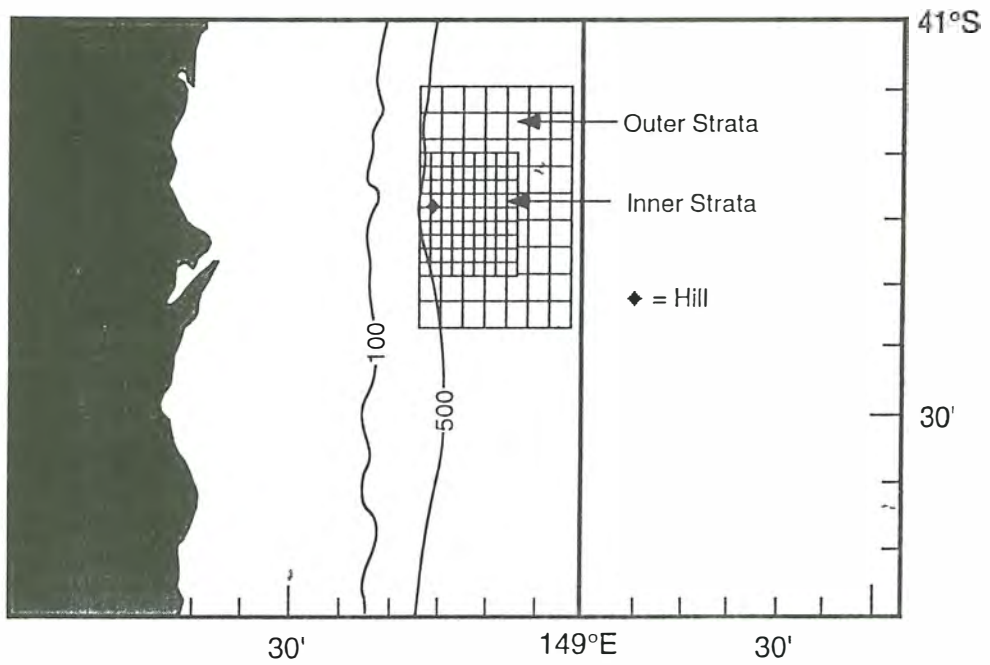 41°S
Outer Strata
Inner Strata
♦ = Hill
100
500
30'
30'
149°E
30'